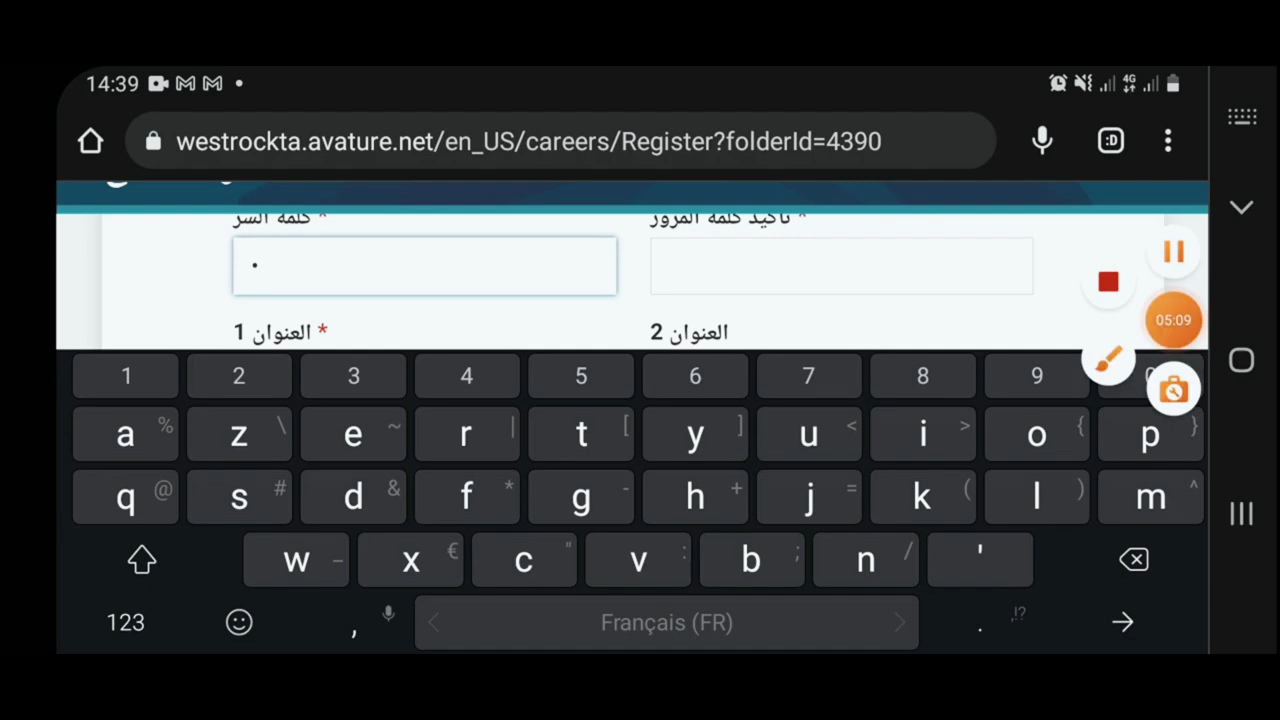 14:39
4G
westrockta.avature.net/en_US/careers/Register?folderId=4390
:D
كلمة السر *
تأكيد كلمة المرور *
العنوان 1 *
العنوان 2
05:09
1 2 3 4 5 6 7 8 9
a % z \ e ~ r | t [ y ] u < i > o { p }
q @ s # d & f * g - h + j = k ( l ) m ^
w _ x € c " v : b ; n / '
123 , Français (FR) . ,!?